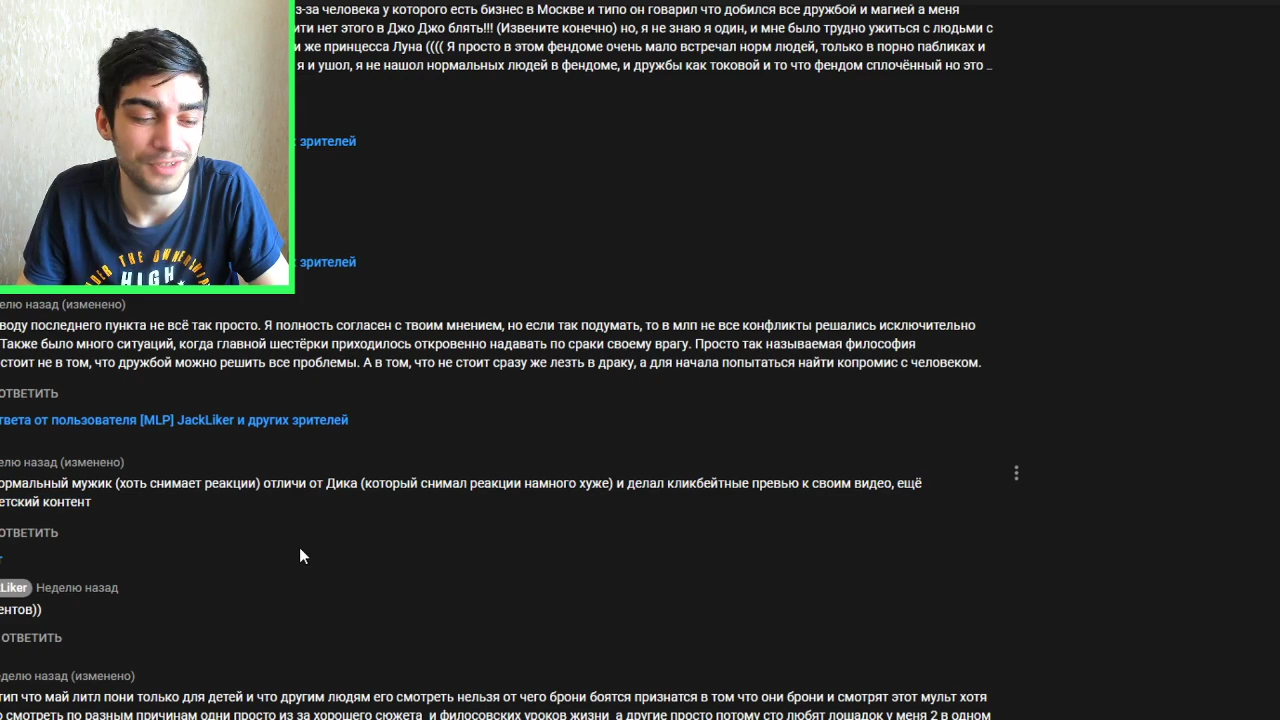 з-за человека у которого есть бизнес в Москве и типо он говарил что добился все дружбой и магией а меня
ити нет этого в Джо Джо блять!!! (Извените конечно) но, я не знаю я один, и мне было трудно ужиться с людьми с
и же принцесса Луна (((( Я просто в этом фендоме очень мало встречал норм людей, только в порно пабликах и
я и ушол, я не нашол нормальных людей в фендоме, и дружбы как токовой и то что фендом сплочённый но это ..
х зрителей
х зрителей
UNDER THE
HIGH
елю назад (изменено)
воду последнего пункта не всё так просто. Я полность согласен с твоим мнением, но если так подумать, то в млп не все конфликты решались исключительно
Также было много ситуаций, когда главной шестёрки приходилось откровенно надавать по сраки своему врагу. Просто так называемая философия
стоит не в том, что дружбой можно решить все проблемы. А в том, что не стоит сразу же лезть в драку, а для начала попытаться найти копромис с человеком.
ОТВЕТИТЬ
твета от пользователя [MLP] JackLiker и других зрителей
елю назад (изменено)
ормальный мужик (хоть снимает реакции) отличи от Дика (который снимал реакции намного хуже) и делал кликбейтные превью к своим видео, ещё
етский контент
ОТВЕТИТЬ
т
Liker Неделю назад
ентов))
ОТВЕТИТЬ
еделю назад (изменено)
тип что май литл пони только для детей и что другим людям его смотреть нельзя от чего брони боятся признатся в том что они брони и смотрят этот мульт хотя
о смотреть по разным причинам одни просто из за хорошего сюжета и филосовских уроков жизни а другие просто потому сто любят лошадок у меня 2 в одном